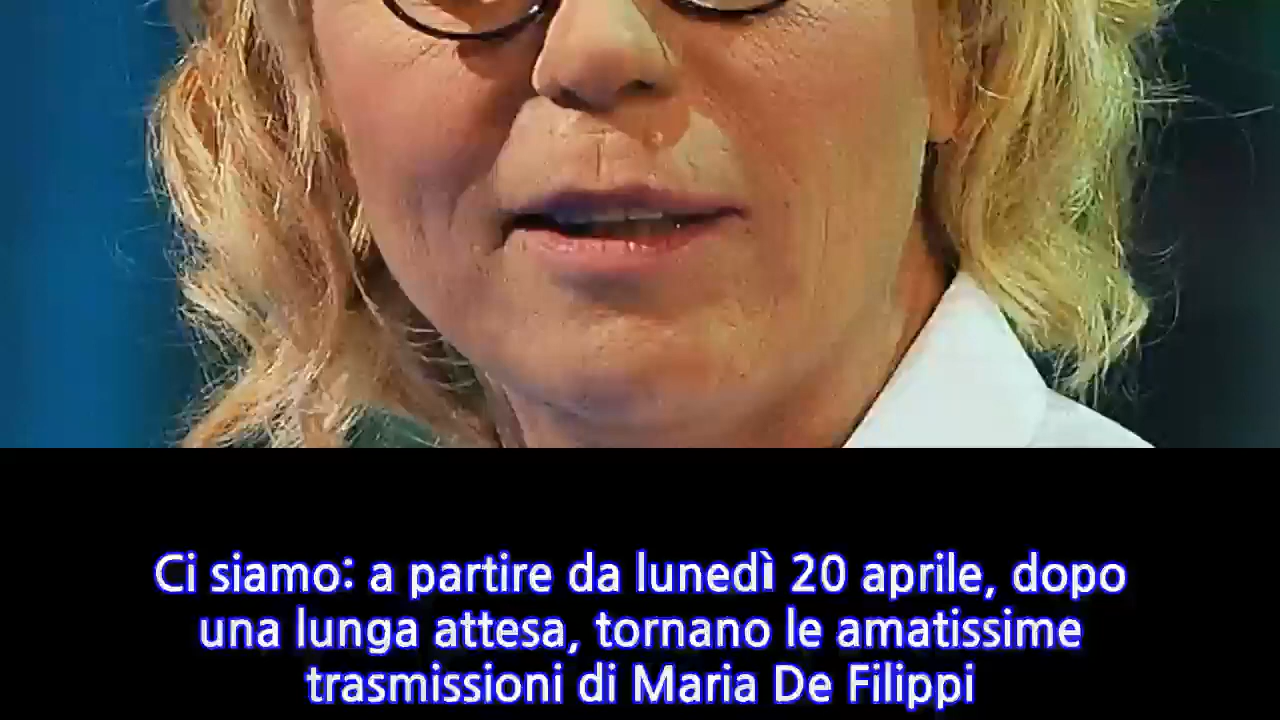 Ci siamo: a partire da lunedì 20 aprile, dopo
una lunga attesa, tornano le amatissime
trasmissioni di Maria De Filippi